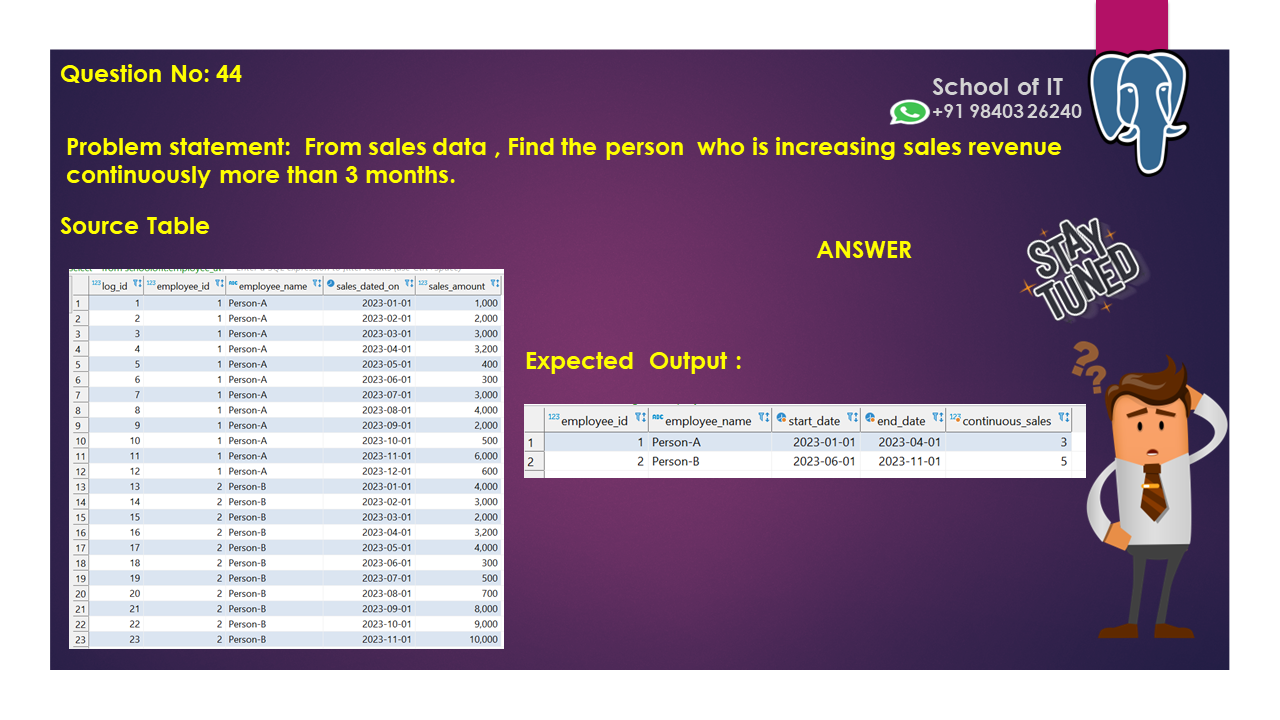 Question No: 44
School of IT
+91 98403 26240
Problem statement:  From sales data , Find the person  who is increasing sales revenue
continuously more than 3 months.
Source Table
ANSWER
STAY
TUNED
log_id employee_id employee_name sales_dated_on sales_amount
1 1 1 Person-A 2023-01-01 1,000
2 2 1 Person-A 2023-02-01 2,000
3 3 1 Person-A 2023-03-01 3,000
4 4 1 Person-A 2023-04-01 3,200
5 5 1 Person-A 2023-05-01 400
6 6 1 Person-A 2023-06-01 300
7 7 1 Person-A 2023-07-01 3,000
8 8 1 Person-A 2023-08-01 4,000
9 9 1 Person-A 2023-09-01 2,000
10 10 1 Person-A 2023-10-01 500
11 11 1 Person-A 2023-11-01 6,000
12 12 1 Person-A 2023-12-01 600
13 13 2 Person-B 2023-01-01 4,000
14 14 2 Person-B 2023-02-01 3,000
15 15 2 Person-B 2023-03-01 2,000
16 16 2 Person-B 2023-04-01 3,200
17 17 2 Person-B 2023-05-01 4,000
18 18 2 Person-B 2023-06-01 300
19 19 2 Person-B 2023-07-01 500
20 20 2 Person-B 2023-08-01 700
21 21 2 Person-B 2023-09-01 8,000
22 22 2 Person-B 2023-10-01 9,000
23 23 2 Person-B 2023-11-01 10,000
Expected  Output :
employee_id employee_name start_date end_date continuous_sales
1 1 Person-A 2023-01-01 2023-04-01 3
2 2 Person-B 2023-06-01 2023-11-01 5
??